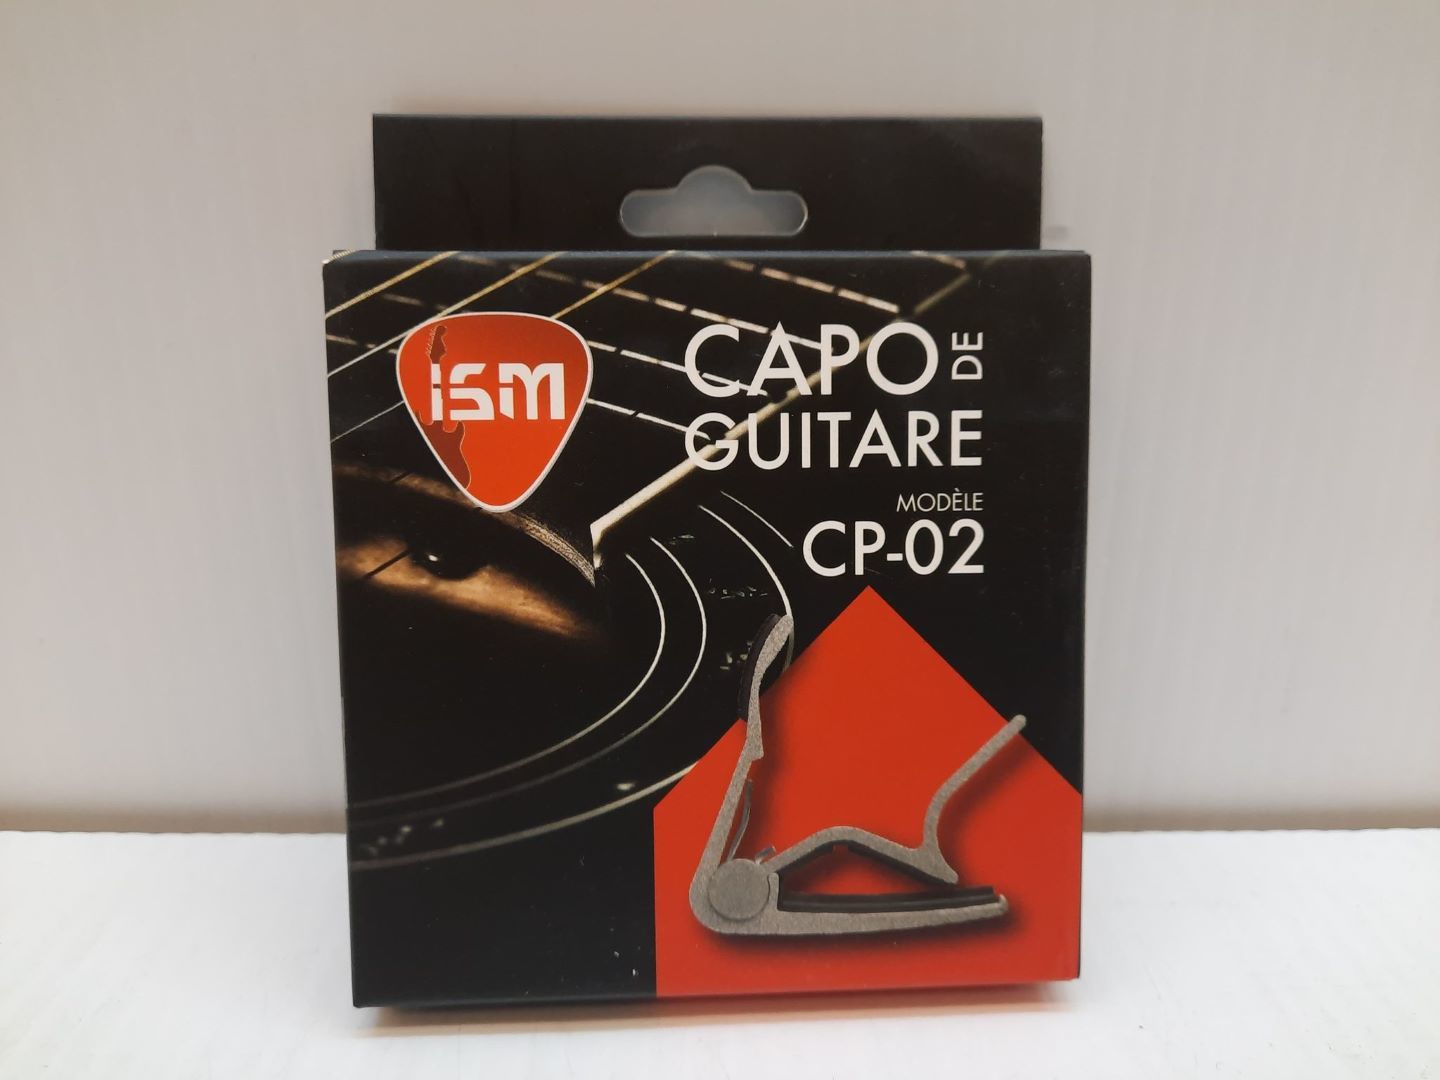 ISM
CAPO DE
GUITARE
MODÈLE
CP-02